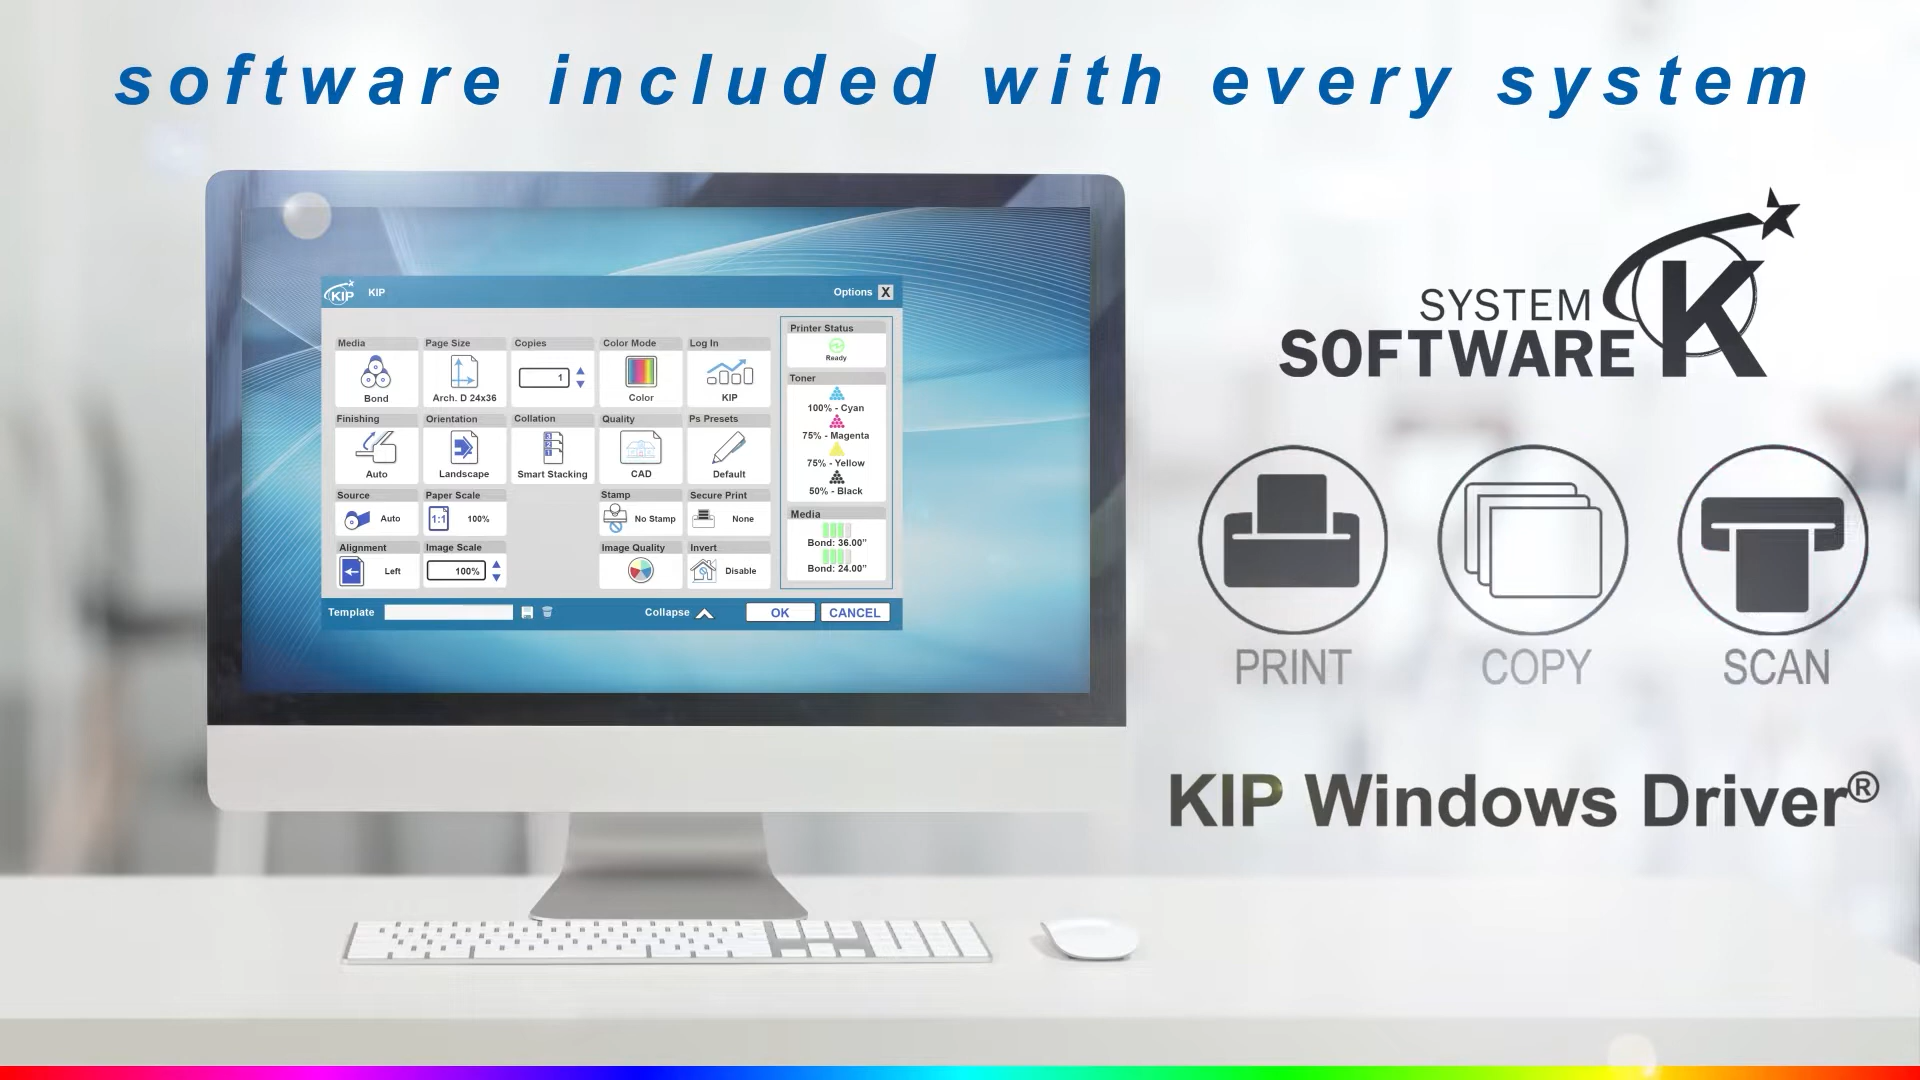 software included with every system
KIP KIP Options X
Media Page Size Copies Color Mode Log In
1
Bond Arch. D 24x36 Color KIP
Finishing Orientation Collation Quality Ps Presets
3
2
1
Auto Landscape Smart Stacking CAD Default
Source Paper Scale Stamp Secure Print
Auto 1:1 100% No Stamp None
Alignment Image Scale Image Quality Invert
Left 100% Disable
Printer Status
Ready
Toner
100% - Cyan
75% - Magenta
75% - Yellow
50% - Black
Media
Bond: 36.00”
Bond: 24.00”
Template Collapse OK CANCEL
SYSTEM
SOFTWARE K
PRINT COPY SCAN
KIP Windows Driver®